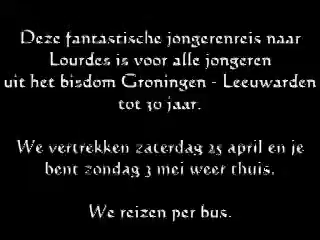 Deze fantastische jongerenreis naar
Lourdes is voor alle jongeren
uit het bisdom Groningen - Leeuwarden
tot 30 jaar.
We vertrekken zaterdag 25 april en je
bent zondag 3 mei weer thuis.
We reizen per bus.